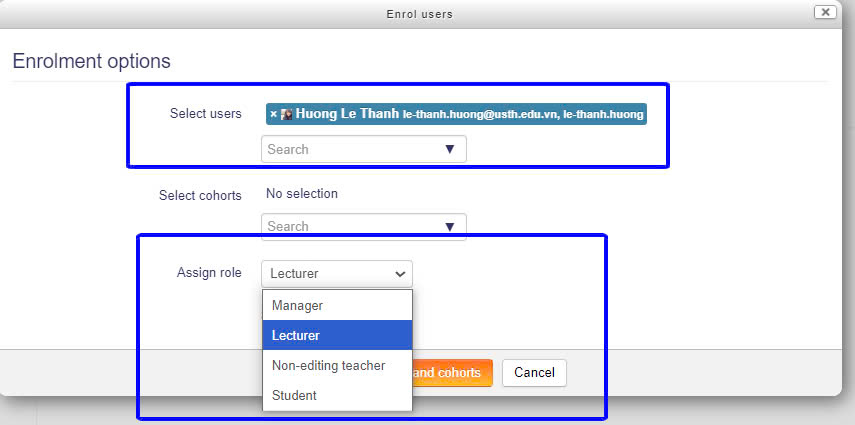 Enrol users
Enrolment options
Select users × Huong Le Thanh le-thanh.huong@usth.edu.vn, le-thanh.huong
Search ▼
Select cohorts No selection
Search ▼
Assign role Lecturer
Manager
Lecturer
Non-editing teacher
Student
and cohorts Cancel